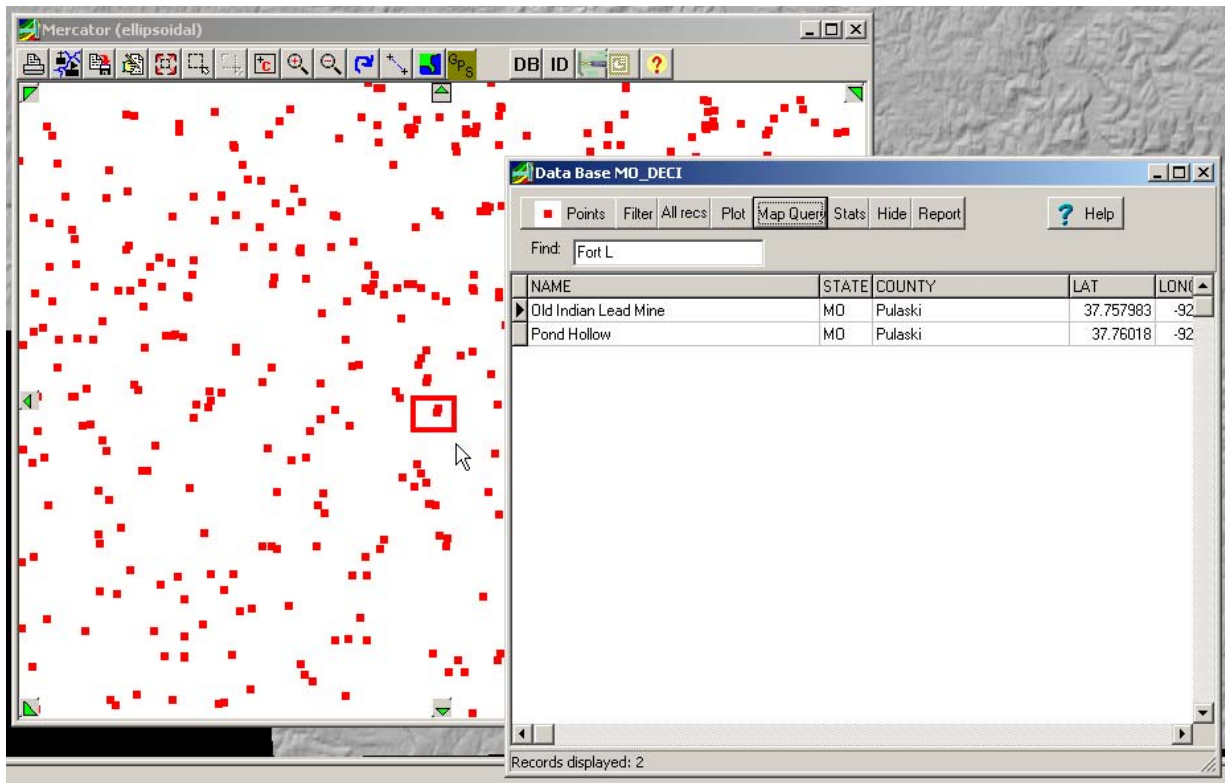 Mercator (ellipsoidal)
GPS DB ID ?
Data Base MO_DECI
Points Filter All recs Plot Map Query Stats Hide Report ? Help
Find: Fort L
NAME STATE COUNTY LAT LONG
Old Indian Lead Mine MO Pulaski 37.757983 -92
Pond Hollow MO Pulaski 37.76018 -92
Records displayed: 2